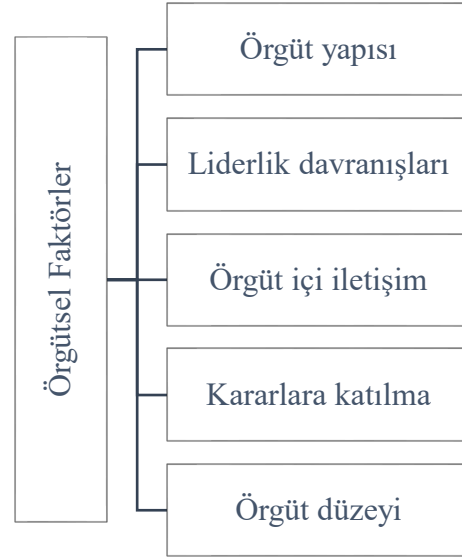 Örgütsel Faktörler
Örgüt yapısı
Liderlik davranışları
Örgüt içi iletişim
Kararlara katılma
Örgüt düzeyi